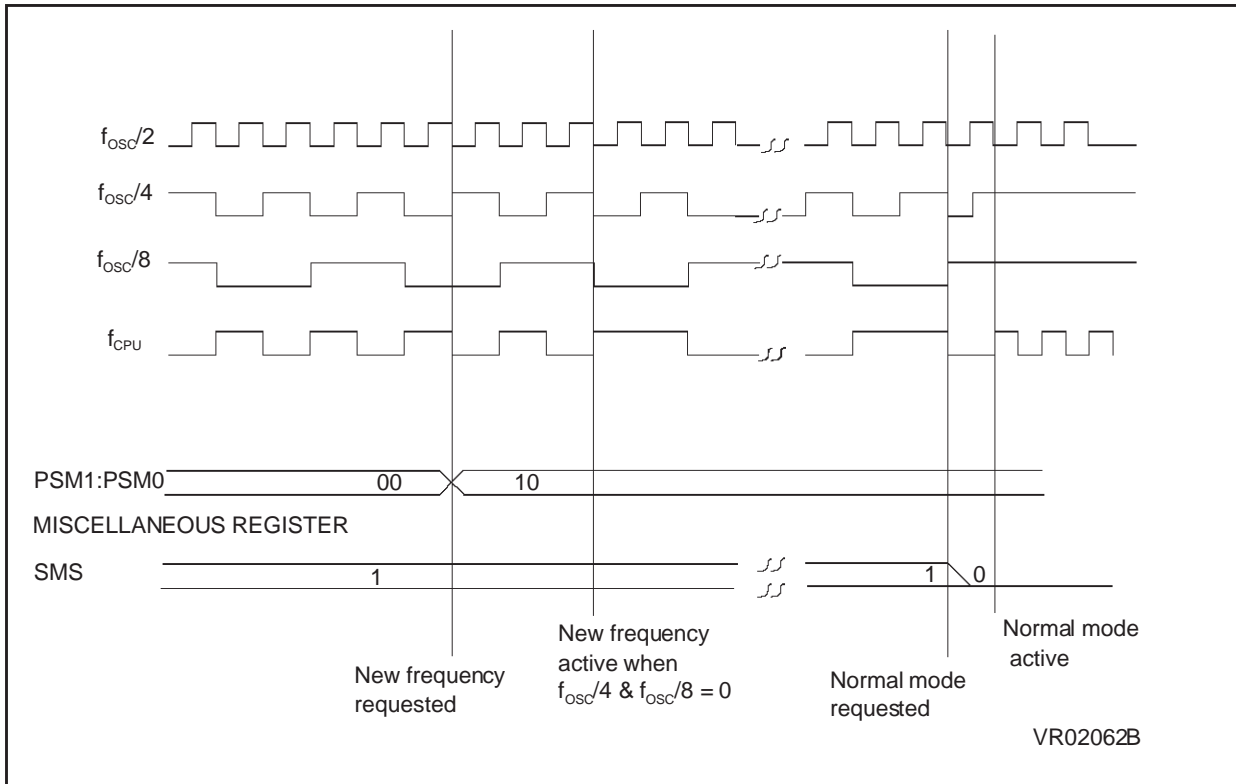 fOSC/2
fOSC/4
fOSC/8
fCPU
PSM1:PSM0
00
10
MISCELLANEOUS REGISTER
SMS
1
1
0
New frequency
requested
New frequency
active when
fOSC/4 & fOSC/8 = 0
Normal mode
requested
Normal mode
active
VR02062B